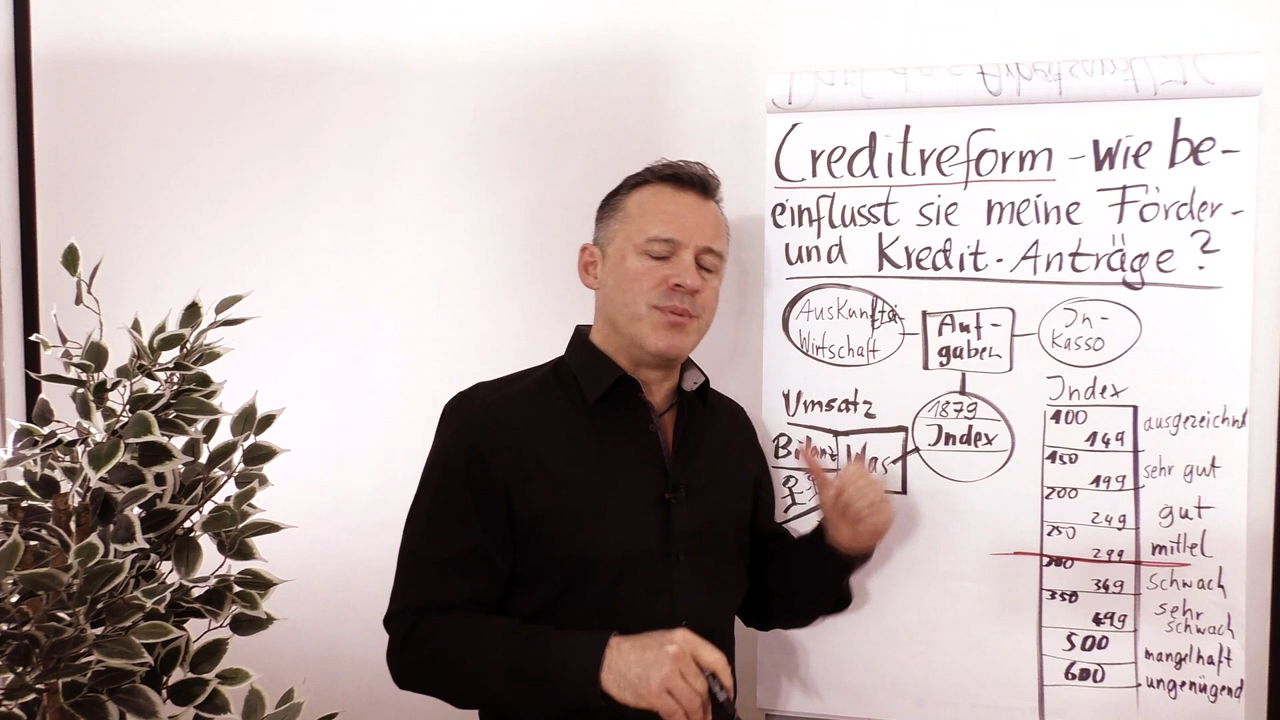 Creditreform - Wie be-
einflusst sie meine Förder-
und Kredit-Anträge?
Auskunftei
Wirtschaft
Auf-
gaben
In-
kasso
1879
Index
Umsatz
Bilanz
Was
Index
100
149
ausgezeichnet
150
199
sehr gut
200
249
gut
250
299
mittel
300
349
schwach
350
499
sehr
schwach
500
mangelhaft
600
ungenügend